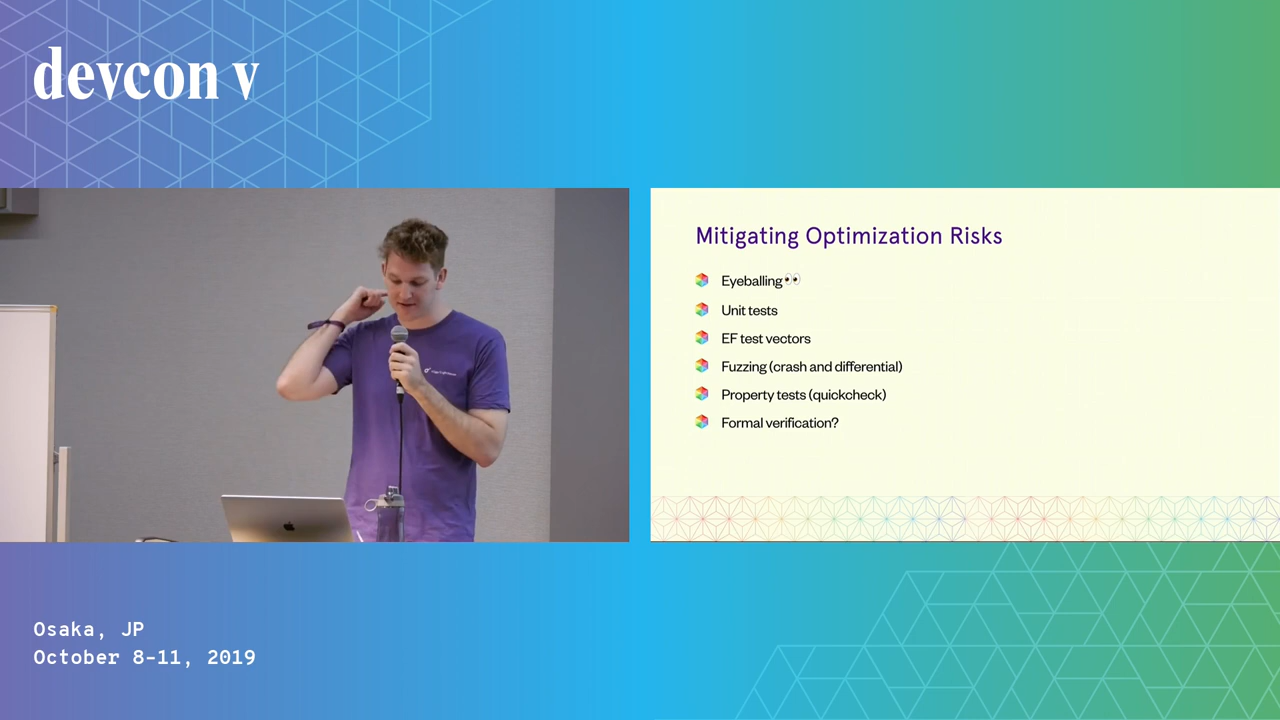 devcon v
Mitigating Optimization Risks
Eyeballing 👀
Unit tests
EF test vectors
Fuzzing (crash and differential)
Property tests (quickcheck)
Formal verification?
Osaka, JP
October 8-11, 2019